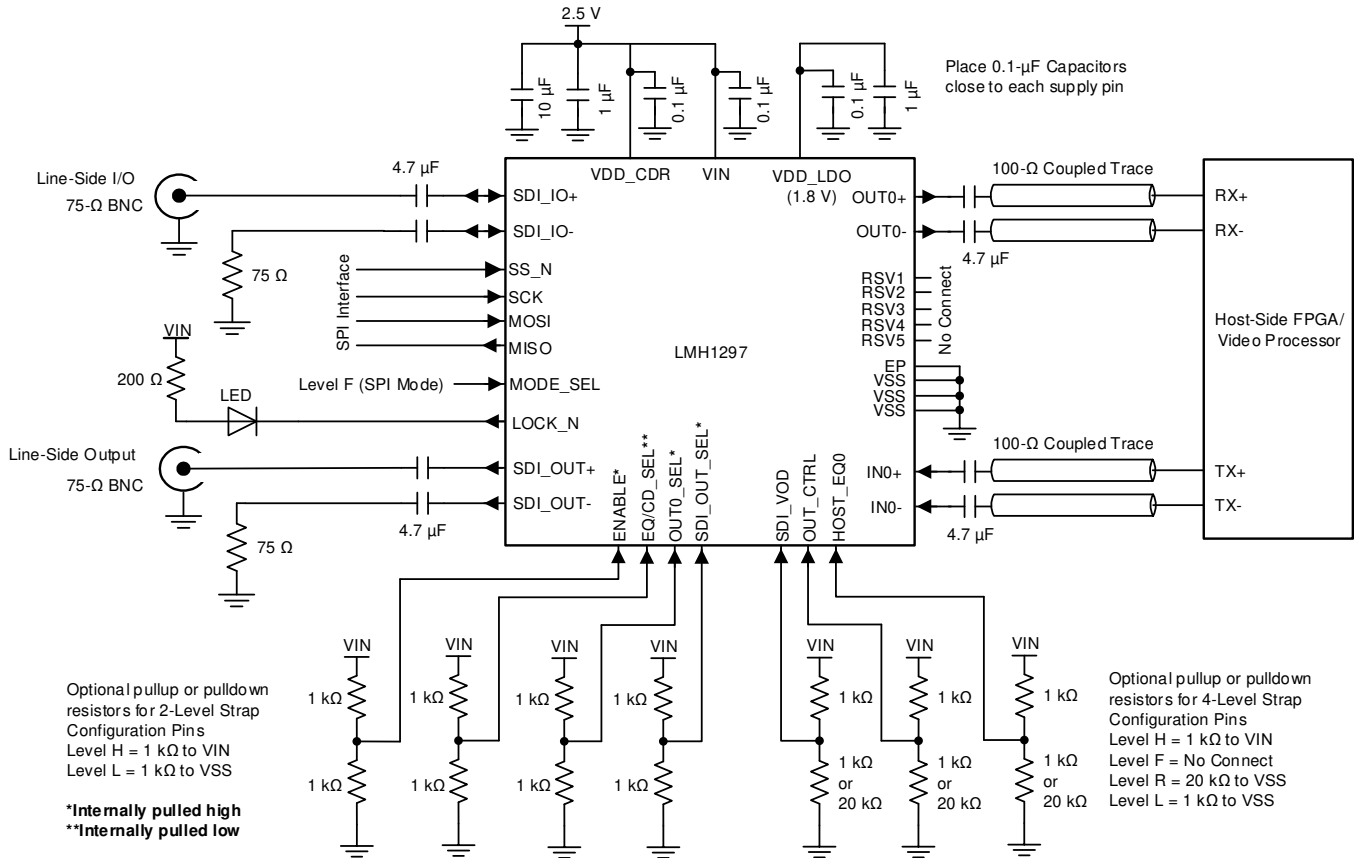 2.5 V
10 µF
1 µF
0.1 µF
0.1 µF
0.1 µF
1 µF
Place 0.1-µF Capacitors
close to each supply pin
Line-Side I/O
75-Ω BNC
4.7 µF
VDD_CDR
VIN
VDD_LDO
(1.8 V)
SDI_IO+
SDI_IO-
75 Ω
SPI Interface
SS_N
SCK
MOSI
MISO
Level F (SPI Mode)
MODE_SEL
VIN
200 Ω
LED
LOCK_N
Line-Side Output
75-Ω BNC
SDI_OUT+
SDI_OUT-
4.7 µF
75 Ω
LMH1297
OUT0+
OUT0-
100-Ω Coupled Trace
4.7 µF
RX+
RX-
RSV1
RSV2
RSV3
RSV4
RSV5
No Connect
EP
VSS
VSS
VSS
Host-Side FPGA/
Video Processor
100-Ω Coupled Trace
IN0+
IN0-
4.7 µF
TX+
TX-
ENABLE*
EQ/CD_SEL**
OUT0_SEL*
SDI_OUT_SEL*
SDI_VOD
OUT_CTRL
HOST_EQ0
VIN
VIN
VIN
VIN
VIN
VIN
VIN
1 kΩ
1 kΩ
1 kΩ
1 kΩ
1 kΩ
1 kΩ
1 kΩ
1 kΩ
1 kΩ
1 kΩ
1 kΩ
1 kΩ
or
20 kΩ
1 kΩ
or
20 kΩ
1 kΩ
or
20 kΩ
Optional pullup or pulldown
resistors for 2-Level Strap
Configuration Pins
Level H = 1 kΩ to VIN
Level L = 1 kΩ to VSS
*Internally pulled high
**Internally pulled low
Optional pullup or pulldown
resistors for 4-Level Strap
Configuration Pins
Level H = 1 kΩ to VIN
Level F = No Connect
Level R = 20 kΩ to VSS
Level L = 1 kΩ to VSS